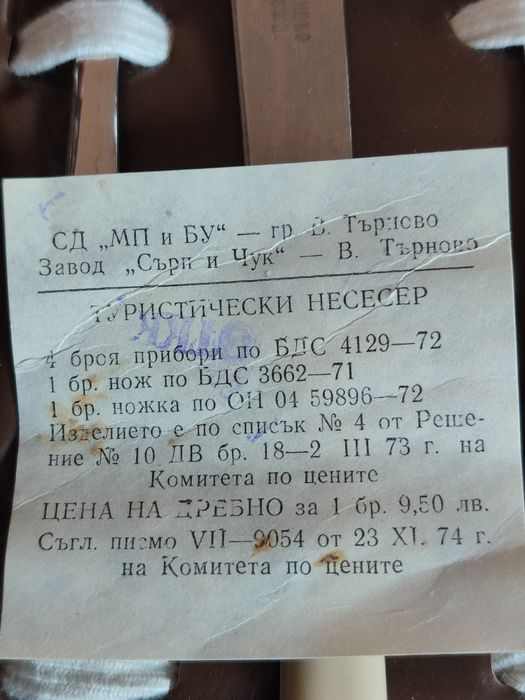 СД „МП и БУ“ — гр. В. Търново
Завод „Сърп и Чук“ — В. Търново
ТУРИСТИЧЕСКИ НЕСЕСЕР
4 броя прибори по БДС 4129—72
1 бр. нож по БДС 3662—71
1 бр. ножка по ОН 04 59896—72
Изделието е по списък № 4 от Реше-
ние № 10 ДВ бр. 18—2 III 73 г. на
Комитета по цените
ЦЕНА НА ДРЕБНО за 1 бр. 9,50 лв.
Съгл. писмо VII—9054 от 23 XI. 74 г.
на Комитета по цените